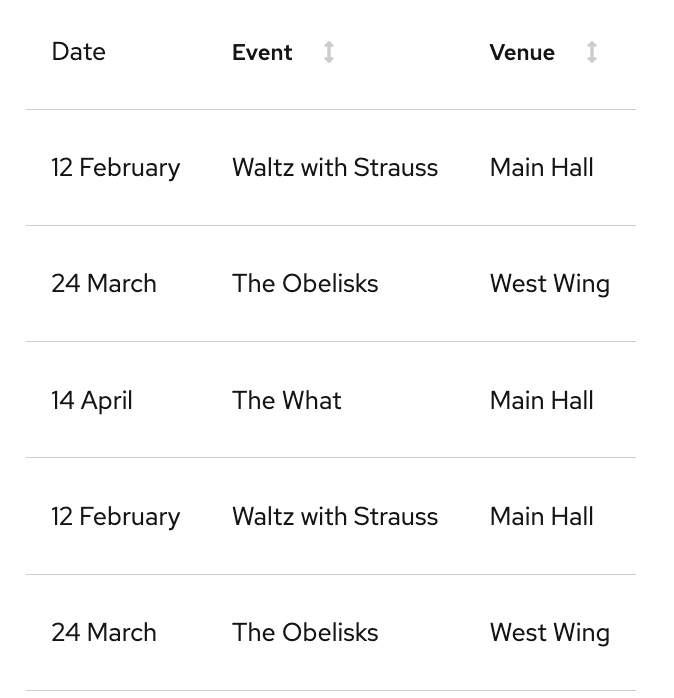 Date Event Venue
12 February Waltz with Strauss Main Hall
24 March The Obelisks West Wing
14 April The What Main Hall
12 February Waltz with Strauss Main Hall
24 March The Obelisks West Wing